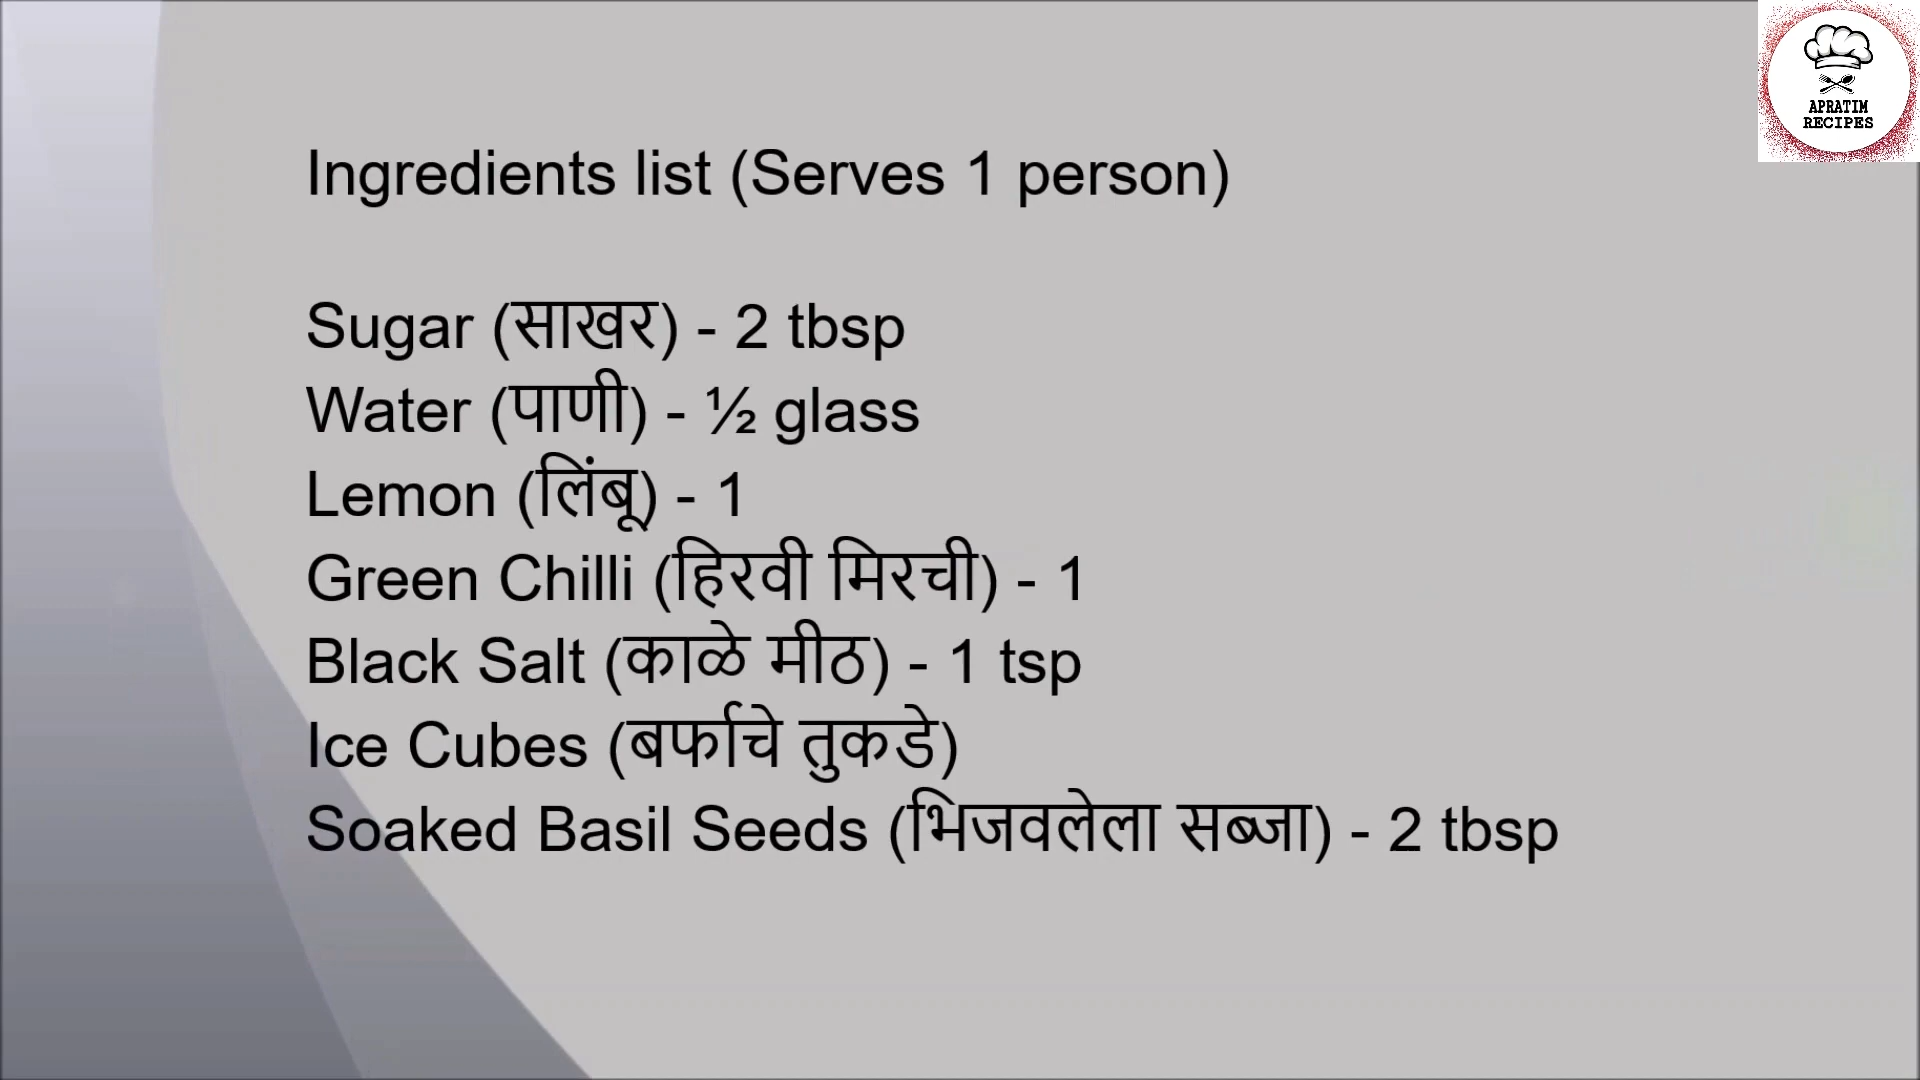 APRATIM
RECIPES
Ingredients list (Serves 1 person)
Sugar (साखर) - 2 tbsp
Water (पाणी) - ½ glass
Lemon (लिंबू) - 1
Green Chilli (हिरवी मिरची) - 1
Black Salt (काळे मीठ) - 1 tsp
Ice Cubes (बर्फाचे तुकडे)
Soaked Basil Seeds (भिजवलेला सब्जा) - 2 tbsp